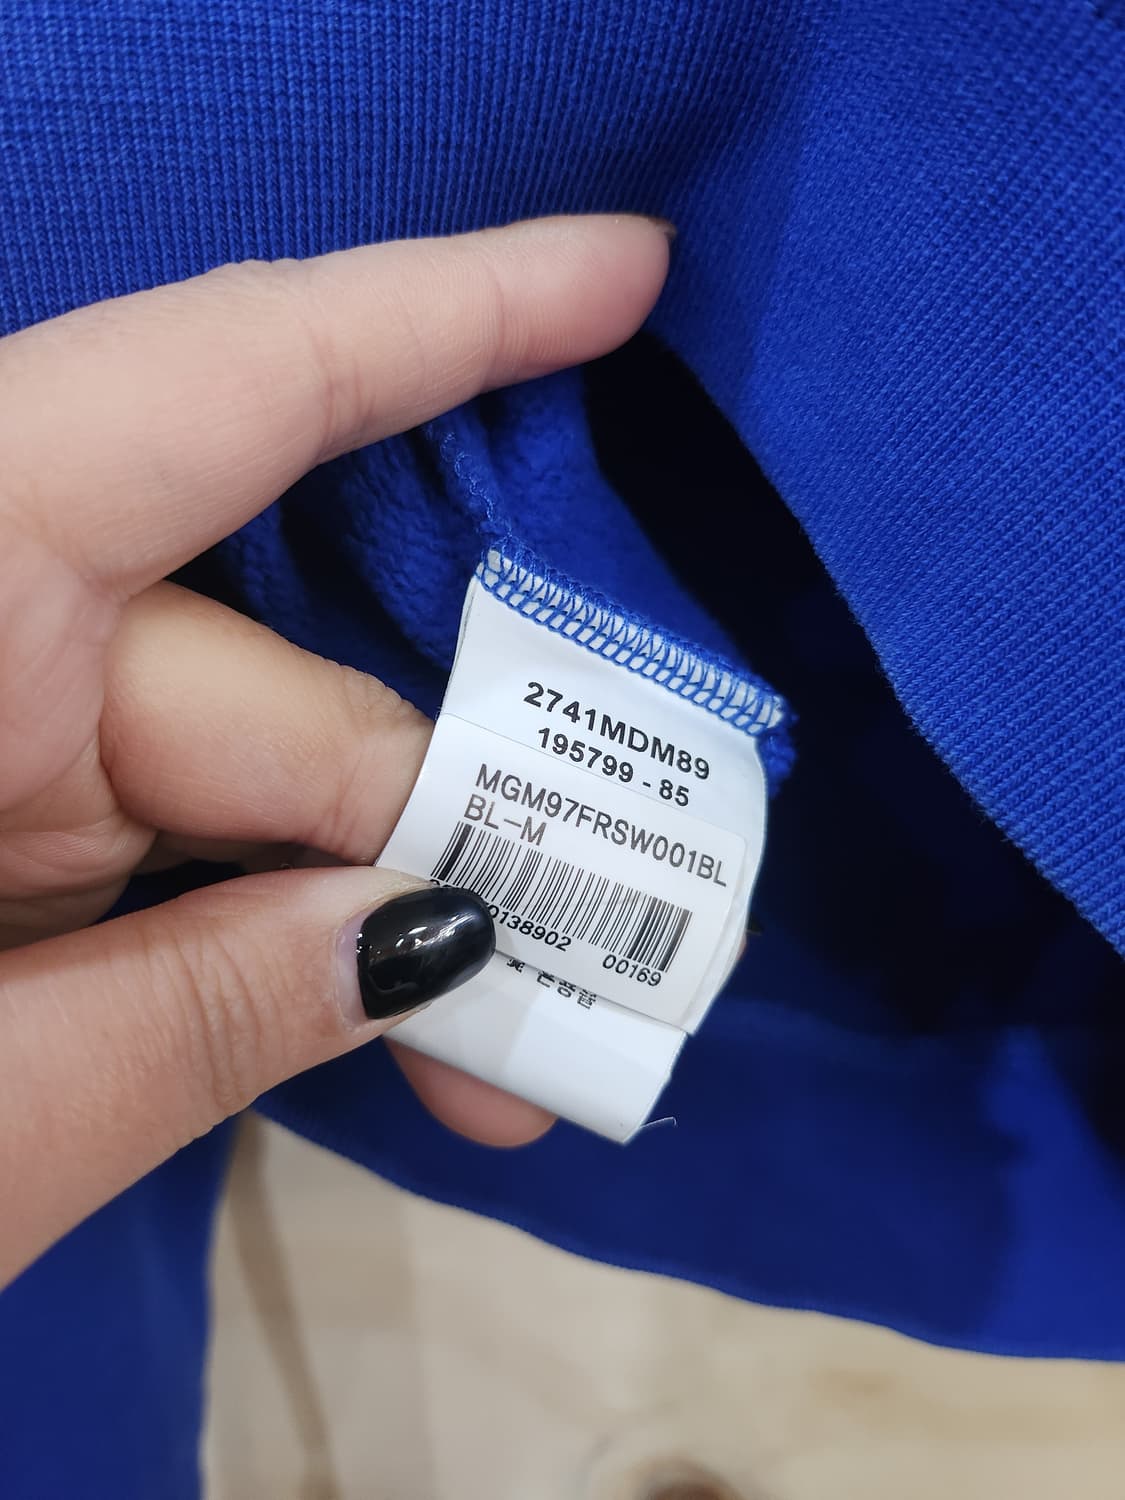 2741MDM89
195799 - 85
MGM97FRSW001BL
BL-M
0138902 00169